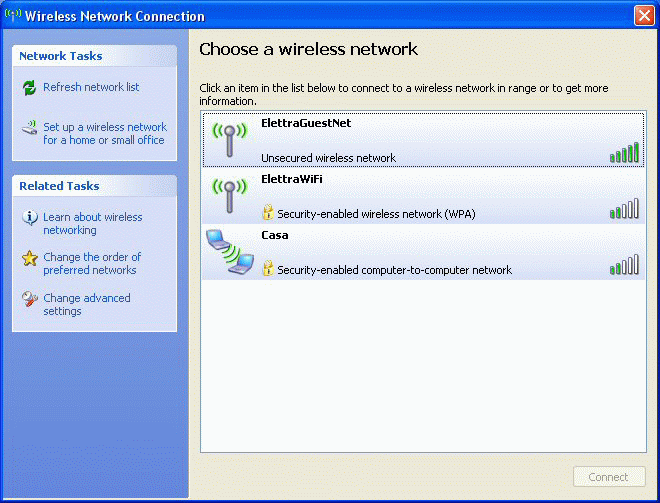 Wireless Network Connection
Network Tasks
Refresh network list
Set up a wireless network
for a home or small office
Related Tasks
Learn about wireless
networking
Change the order of
preferred networks
Change advanced
settings
Choose a wireless network
Click an item in the list below to connect to a wireless network in range or to get more
information.
ElettraGuestNet
Unsecured wireless network
ElettraWiFi
Security-enabled wireless network (WPA)
Casa
Security-enabled computer-to-computer network
Connect